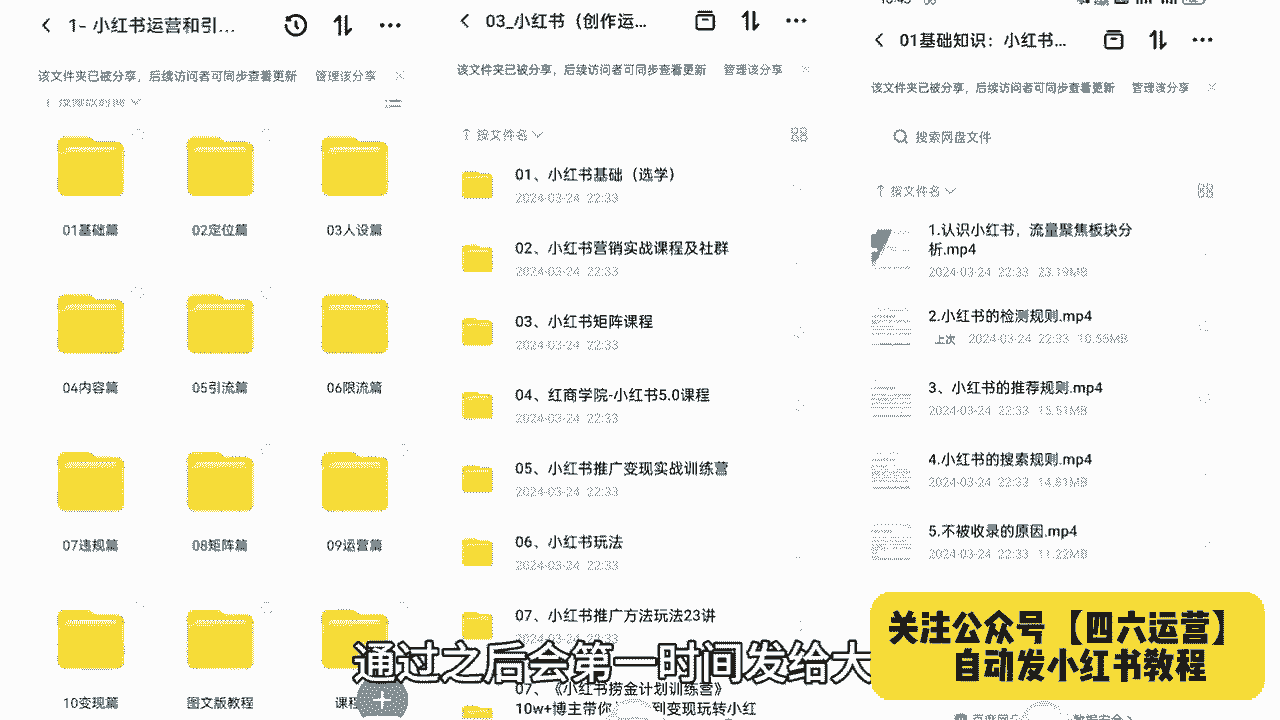 1- 小红书运营和引...
该文件夹已被分享，后续访问者可同步查看更新 管理该分享
01基础篇 02定位篇 03人设篇
04内容篇 05引流篇 06限流篇
07违规篇 08矩阵篇 09运营篇
10变现篇 图文版教程
03_小红书（创作运...
该文件夹已被分享，后续访问者可同步查看更新 管理该分享
按文件名
01、小红书基础（选学）
2024-03-24 22:33
02、小红书营销实战课程及社群
2024-03-24 22:33
03、小红书矩阵课程
2024-03-24 22:33
04、红商学院-小红书5.0课程
2024-03-24 22:33
05、小红书推广变现实战训练营
2024-03-24 22:33
06、小红书玩法
2024-03-24 22:33
07、小红书推广方法玩法23讲
07、《小红书捞金计划训练营》
10w+博主带你 到变现玩转小红
01基础知识：小红书...
该文件夹已被分享，后续访问者可同步查看更新 管理该分享
搜索网盘文件
按文件名
1.认识小红书，流量聚焦板块分
析.mp4
2024-03-24 22:33 23.19MB
2.小红书的检测规则.mp4
上次 2024-03-24 22:33 10.55MB
3、小红书的推荐规则.mp4
2024-03-24 22:33 15.51MB
4.小红书的搜索规则.mp4
2024-03-24 22:33 14.61MB
5.不被收录的原因.mp4
2024-03-24 22:33 11.22MB
关注公众号【四六运营】
自动发小红书教程
通过之后会第一时间发给大